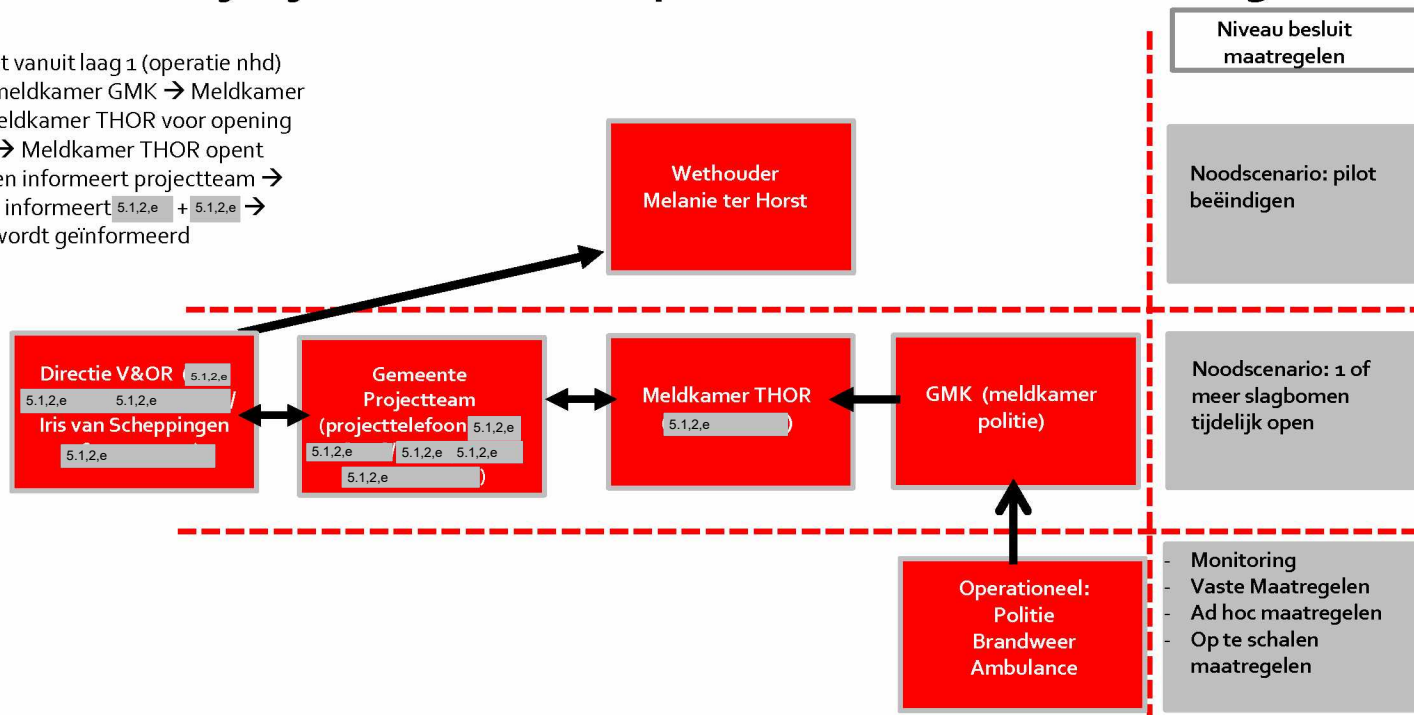 Niveau besluit
maatregelen
t vanuit laag 1 (operatie nhd)
meldkamer GMK → Meldkamer
eldkamer THOR voor opening
→ Meldkamer THOR opent
en informeert projectteam →
informeert 5.1,2,e + 5.1,2,e →
wordt geïnformeerd
Wethouder
Melanie ter Horst
Noodscenario: pilot
beëindigen
Directie V&OR ( 5.1,2,e
5.1,2,e 5.1,2,e /
Iris van Scheppingen
5.1,2,e
Gemeente
Projectteam
(projecttelefoon 5.1,2,e
5.1,2,e / 5.1,2,e 5.1,2,e
5.1,2,e )
Meldkamer THOR
( 5.1,2,e )
GMK (meldkamer
politie)
Noodscenario: 1 of
meer slagbomen
tijdelijk open
Operationeel:
Politie
Brandweer
Ambulance
- Monitoring
- Vaste Maatregelen
- Ad hoc maatregelen
- Op te schalen
maatregelen